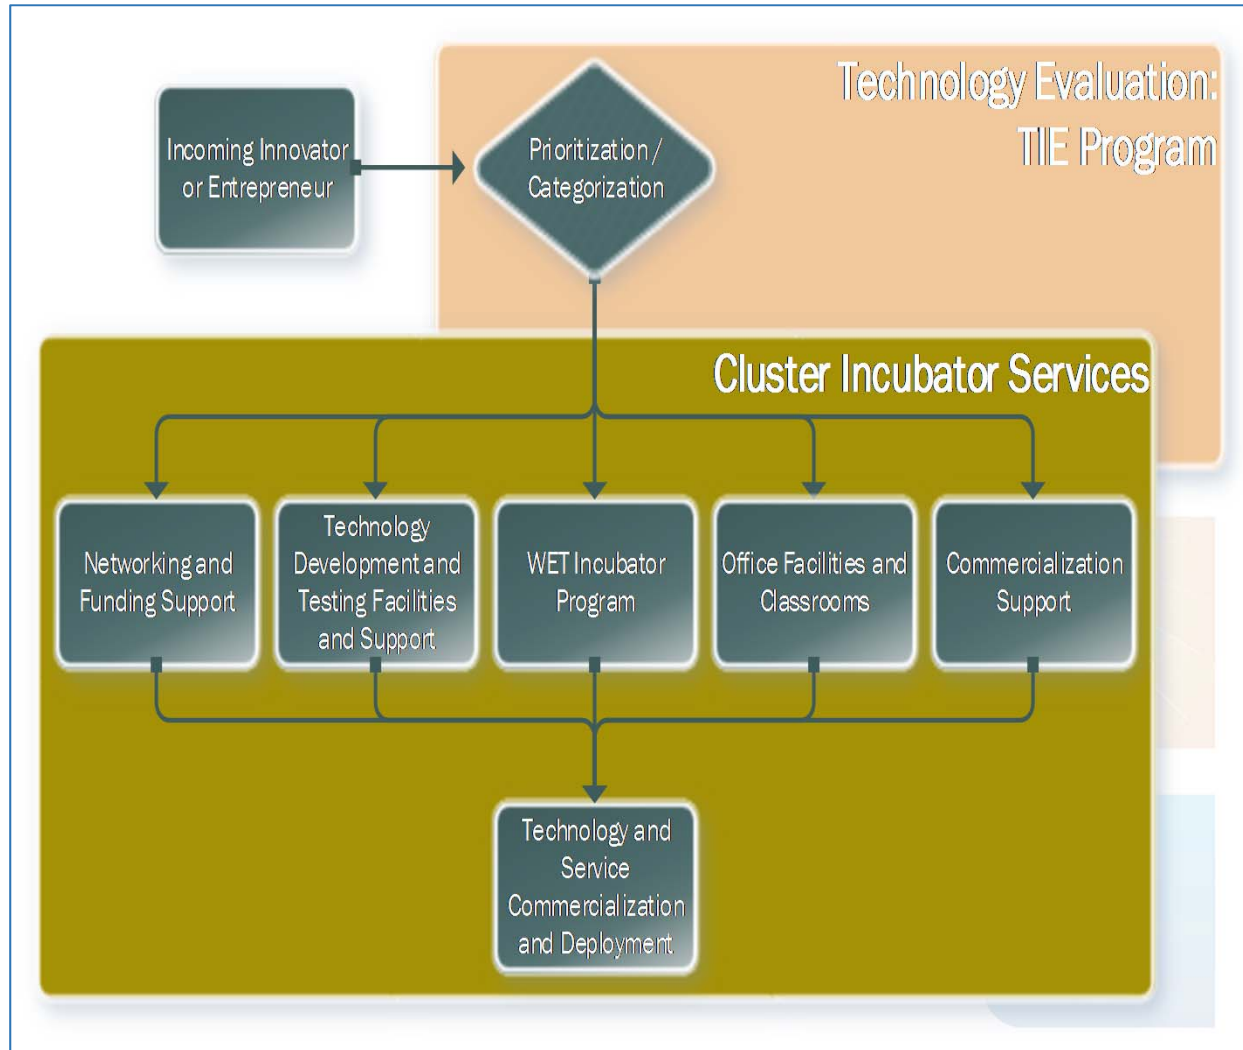 Technology Evaluation:
TIE Program
Incoming Innovator
or Entrepreneur
Prioritization /
Categorization
Cluster Incubator Services
Networking and
Funding Support
Technology
Development and
Testing Facilities
and Support
WET Incubator
Program
Office Facilities and
Classrooms
Commercialization
Support
Technology and
Service
Commercialization
and Deployment